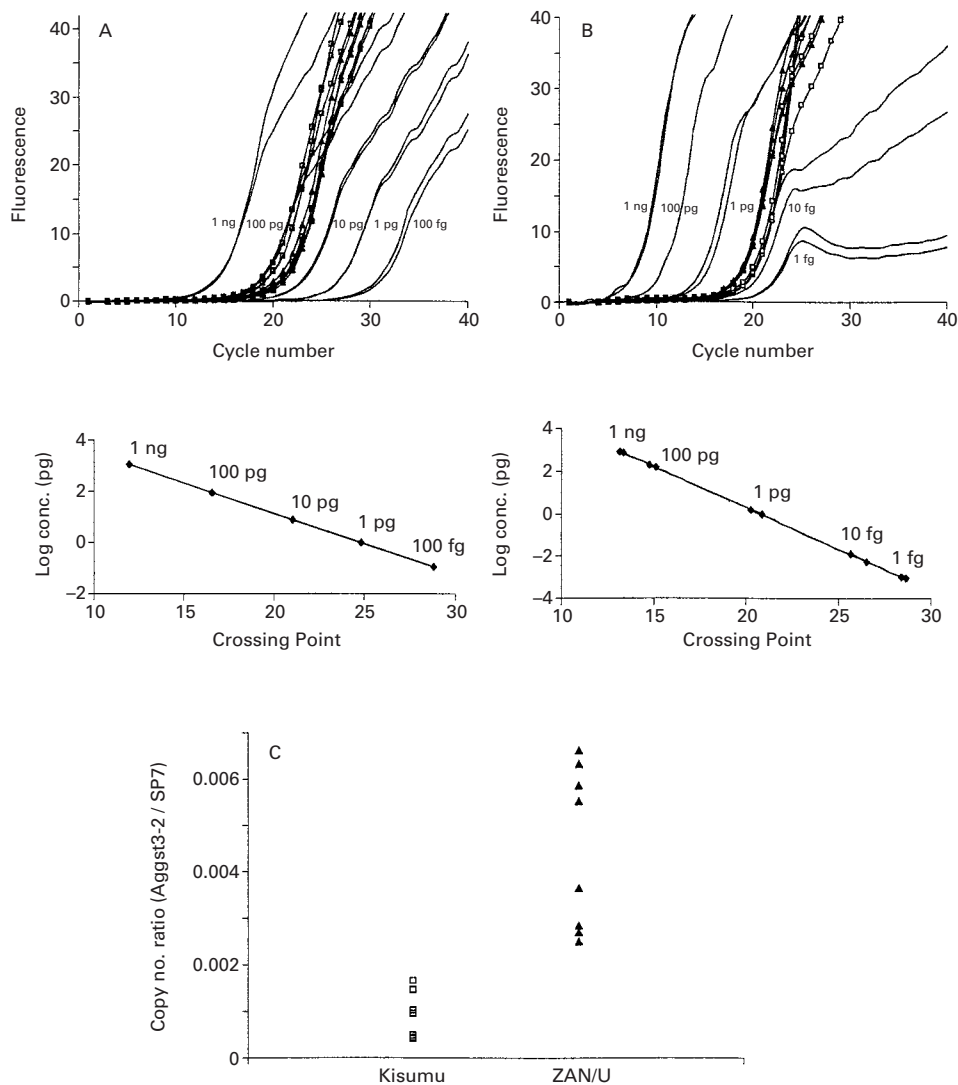 A
B
40
30
20
10
0
Fluorescence
1 ng
100 pg
10 pg
1 pg
100 fg
0
10
20
30
40
Cycle number
40
30
20
10
0
Fluorescence
1 ng
100 pg
1 pg
10 fg
1 fg
0
10
20
30
40
Cycle number
4
2
0
−2
Log conc. (pg)
1 ng
100 pg
10 pg
1 pg
100 fg
10
15
20
25
30
Crossing Point
4
2
0
−2
−4
Log conc. (pg)
1 ng
100 pg
1 pg
10 fg
1 fg
10
15
20
25
30
Crossing Point
C
0.006
0.004
0.002
0
Copy no. ratio (Aggst3-2 / SP7)
Kisumu
ZAN/U